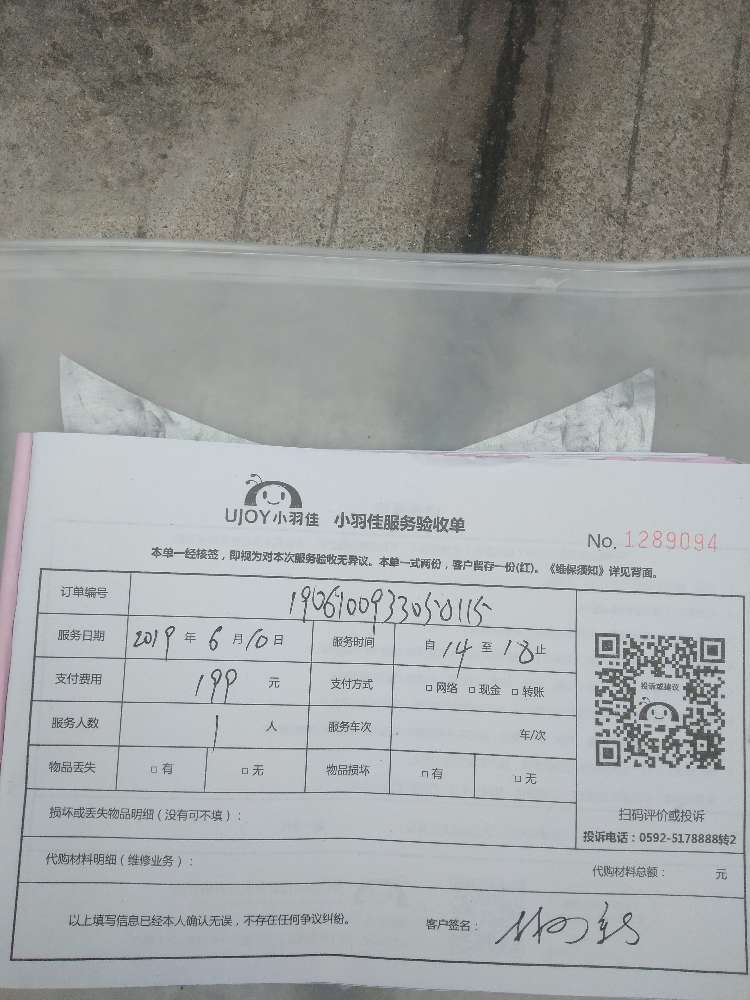 UJOY小羽佳 小羽佳服务验收单
No. 1289094
本单一经核签，即视为对本次服务验收无异议。本单一式两份，客户留存一份(红)。《维保须知》详见背面。
订单编号 1906100933050115
服务日期 2019 年 6 月 10 日 服务时间 自 14 至 18 止
支付费用 199 元 支付方式 □ 网络 □ 现金 □ 转账
服务人数 1 人 服务车次 车/次
投诉或建议
物品丢失 □ 有 □ 无 物品损坏 □ 有 □ 无
损坏或丢失物品明细（没有可不填）：
扫码评价或投诉
投诉电话：0592-5178888转2
代购材料明细（维修业务）： 代购材料总额： 元
以上填写信息已经本人确认无误，不存在任何争议纠纷。 客户签名：